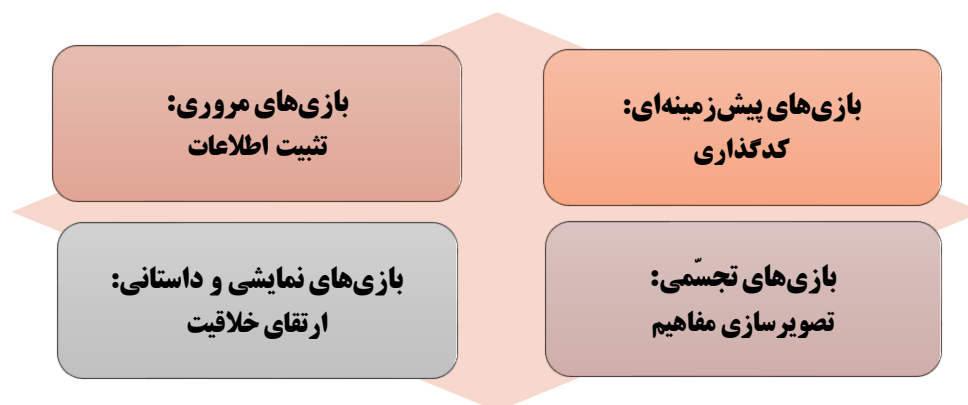 بازی‌های پیش‌زمینه‌ای:
کدگذاری
بازی‌های مروری:
تثبیت اطلاعات
بازی‌های تجسّمی:
تصویرسازی مفاهیم
بازی‌های نمایشی و داستانی:
ارتقای خلاقیت